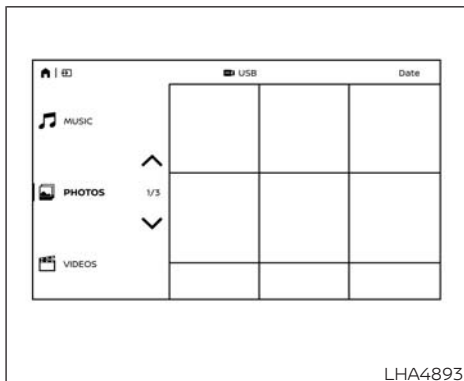 USB
Date
MUSIC
PHOTOS
1/3
VIDEOS
LHA4893